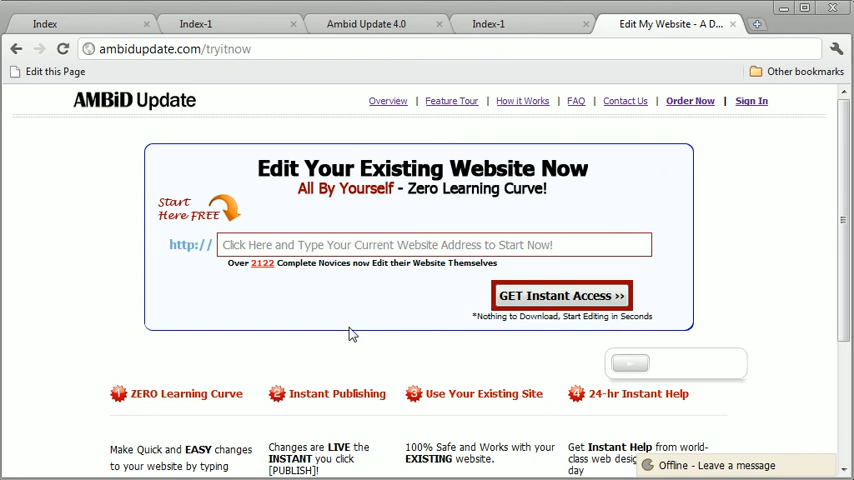 Index
Index-1
Ambid Update 4.0
Index-1
Edit My Website - A D...
ambidupdate.com/tryitnow
Edit this Page
Other bookmarks
AMBiD Update
Overview | Feature Tour | How it Works | FAQ | Contact Us | Order Now | Sign In
Edit Your Existing Website Now
All By Yourself - Zero Learning Curve!
Start
Here FREE
http://
Click Here and Type Your Current Website Address to Start Now!
Over 2122 Complete Novices now Edit their Website Themselves
GET Instant Access >>
*Nothing to Download, Start Editing in Seconds
1 ZERO Learning Curve
2 Instant Publishing
3 Use Your Existing Site
4 24-hr Instant Help
Make Quick and EASY changes
to your website by typing
Changes are LIVE the
INSTANT you click
[PUBLISH]!
100% Safe and Works with your
EXISTING website.
Get Instant Help from world-
class web desig
day
Offline - Leave a message